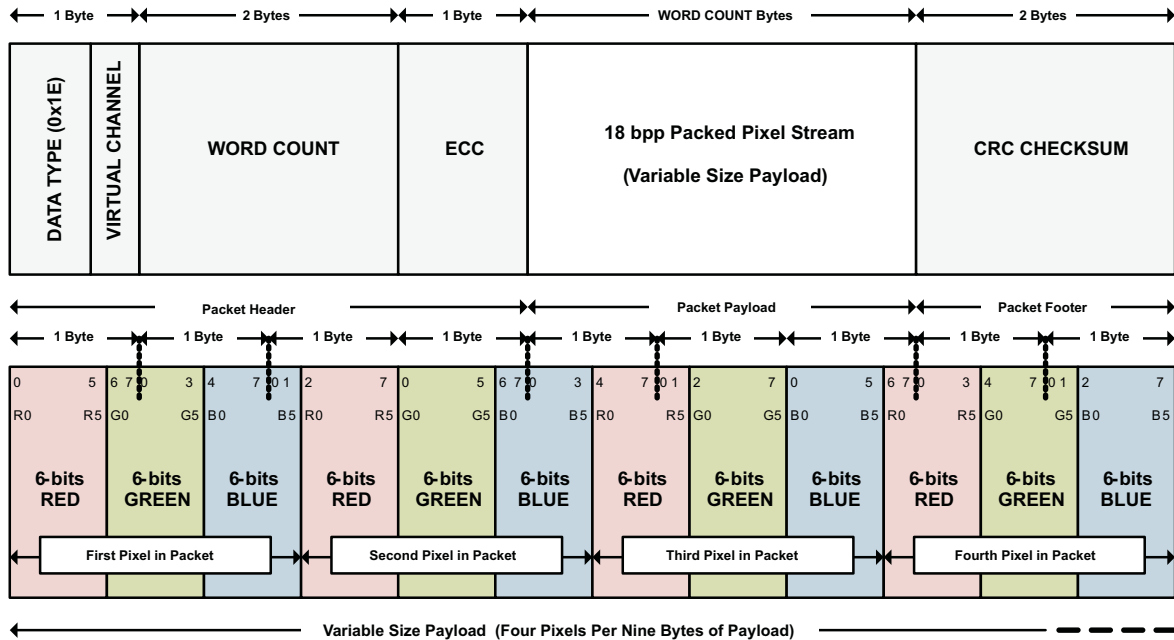 1 Byte 2 Bytes 1 Byte WORD COUNT Bytes 2 Bytes
DATA TYPE (0x1E)
VIRTUAL CHANNEL
WORD COUNT
ECC
18 bpp Packed Pixel Stream
(Variable Size Payload)
CRC CHECKSUM
Packet Header Packet Payload Packet Footer
1 Byte 1 Byte 1 Byte 1 Byte 1 Byte 1 Byte 1 Byte 1 Byte 1 Byte
0 5 6 7 0 3 4 7 0 1 2 7 0 5 6 7 0 3 4 7 0 1 2 7 0 5 6 7 0 3 4 7 0 1 2 7
R0 R5 G0 G5 B0 B5 R0 R5 G0 G5 B0 B5 R0 R5 G0 G5 B0 B5 R0 R5 G0 G5 B0 B5
6-bits 6-bits 6-bits 6-bits 6-bits 6-bits 6-bits 6-bits 6-bits 6-bits 6-bits 6-bits
RED GREEN BLUE RED GREEN BLUE RED GREEN BLUE RED GREEN BLUE
First Pixel in Packet Second Pixel in Packet Third Pixel in Packet Fourth Pixel in Packet
Variable Size Payload (Four Pixels Per Nine Bytes of Payload)